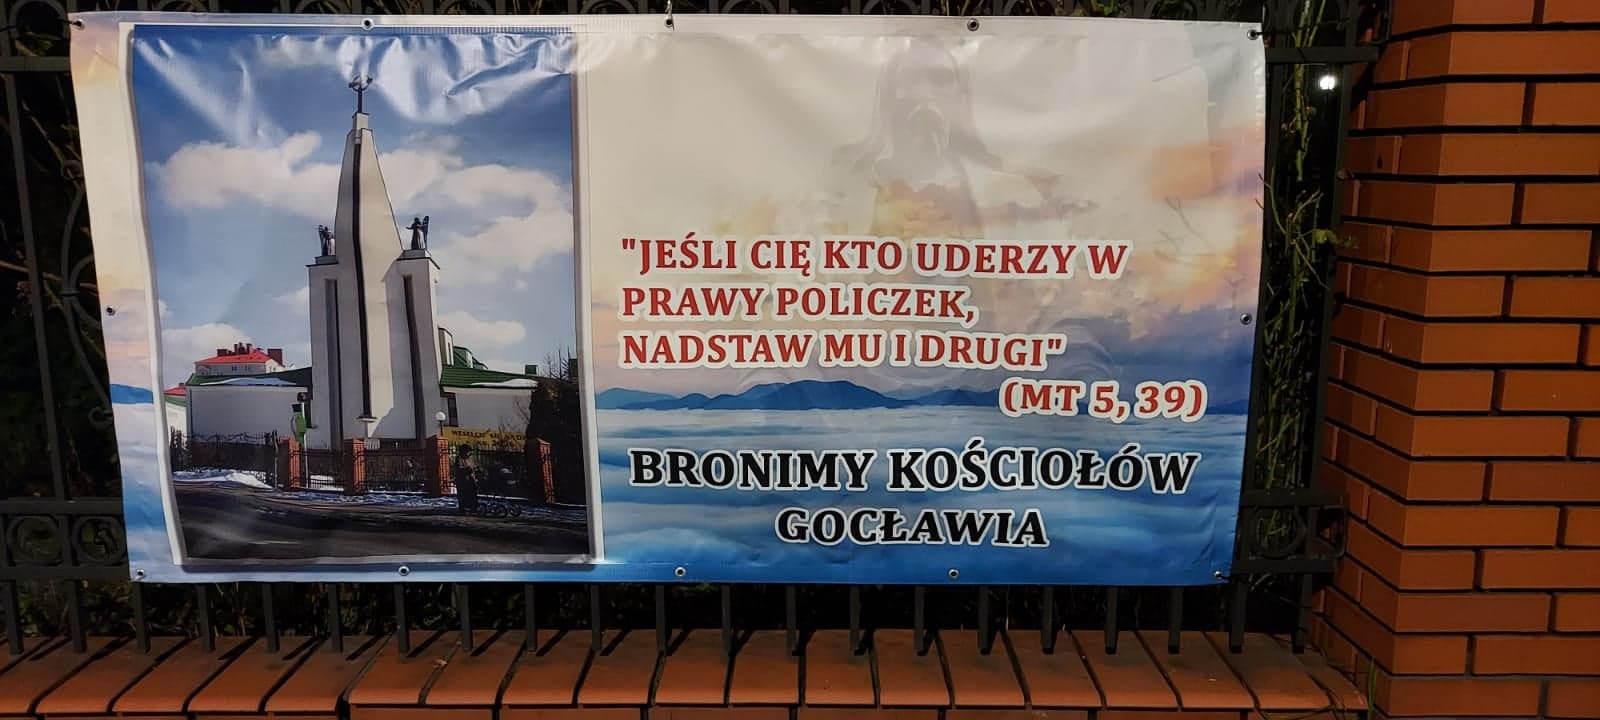 "JEŚLI CIĘ KTO UDERZY W
PRAWY POLICZEK,
NADSTAW MU I DRUGI"
(MT 5, 39)
BRONIMY KOŚCIOŁÓW
GOCŁAWIA